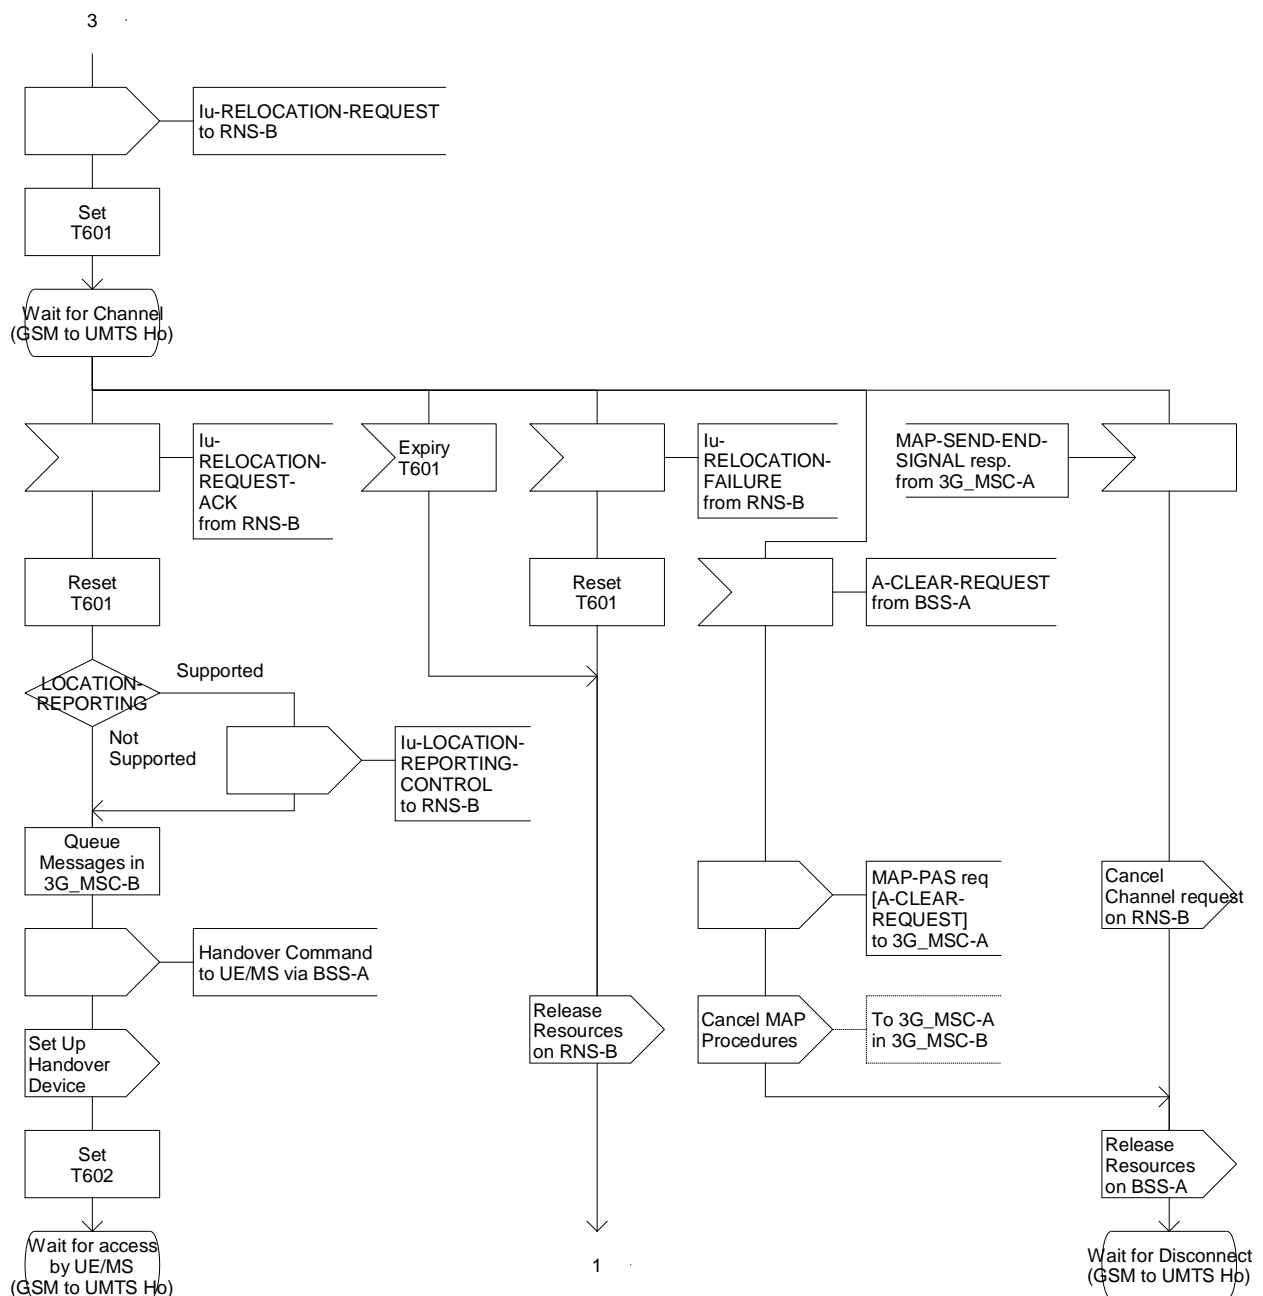 3
Iu-RELOCATION-REQUEST
to RNS-B
Set
T601
Wait for Channel
(GSM to UMTS Ho)
Iu-
RELOCATION-
REQUEST-
ACK
from RNS-B
Expiry
T601
Iu-
RELOCATION-
FAILURE
from RNS-B
MAP-SEND-END-
SIGNAL resp.
from 3G_MSC-A
Reset
T601
Reset
T601
A-CLEAR-REQUEST
from BSS-A
LOCATION-
REPORTING
Supported
Not
Supported
Iu-LOCATION-
REPORTING-
CONTROL
to RNS-B
Queue
Messages in
3G_MSC-B
MAP-PAS req
[A-CLEAR-
REQUEST]
to 3G_MSC-A
Cancel
Channel request
on RNS-B
Handover Command
to UE/MS via BSS-A
Release
Resources
on RNS-B
Cancel MAP
Procedures
To 3G_MSC-A
in 3G_MSC-B
Set Up
Handover
Device
Set
T602
Release
Resources
on BSS-A
Wait for access
by UE/MS
(GSM to UMTS Ho)
1
Wait for Disconnect
(GSM to UMTS Ho)